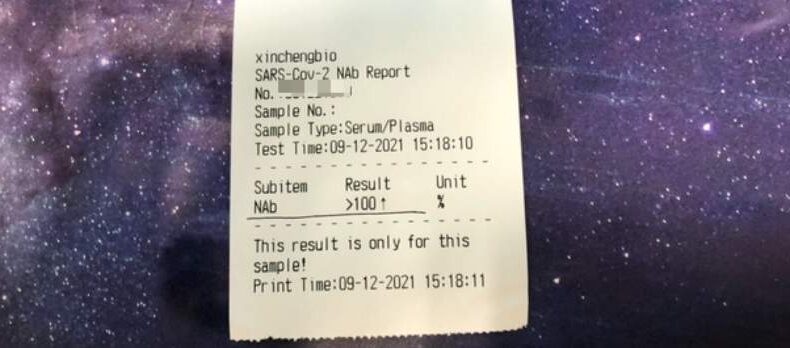 xinchengbio
SARS-Cov-2 NAb Report
No.
Sample No.:
Sample Type:Serum/Plasma
Test Time:09-12-2021 15:18:10
Subitem Result Unit
NAb >100↑ %
This result is only for this
sample!
Print Time:09-12-2021 15:18:11